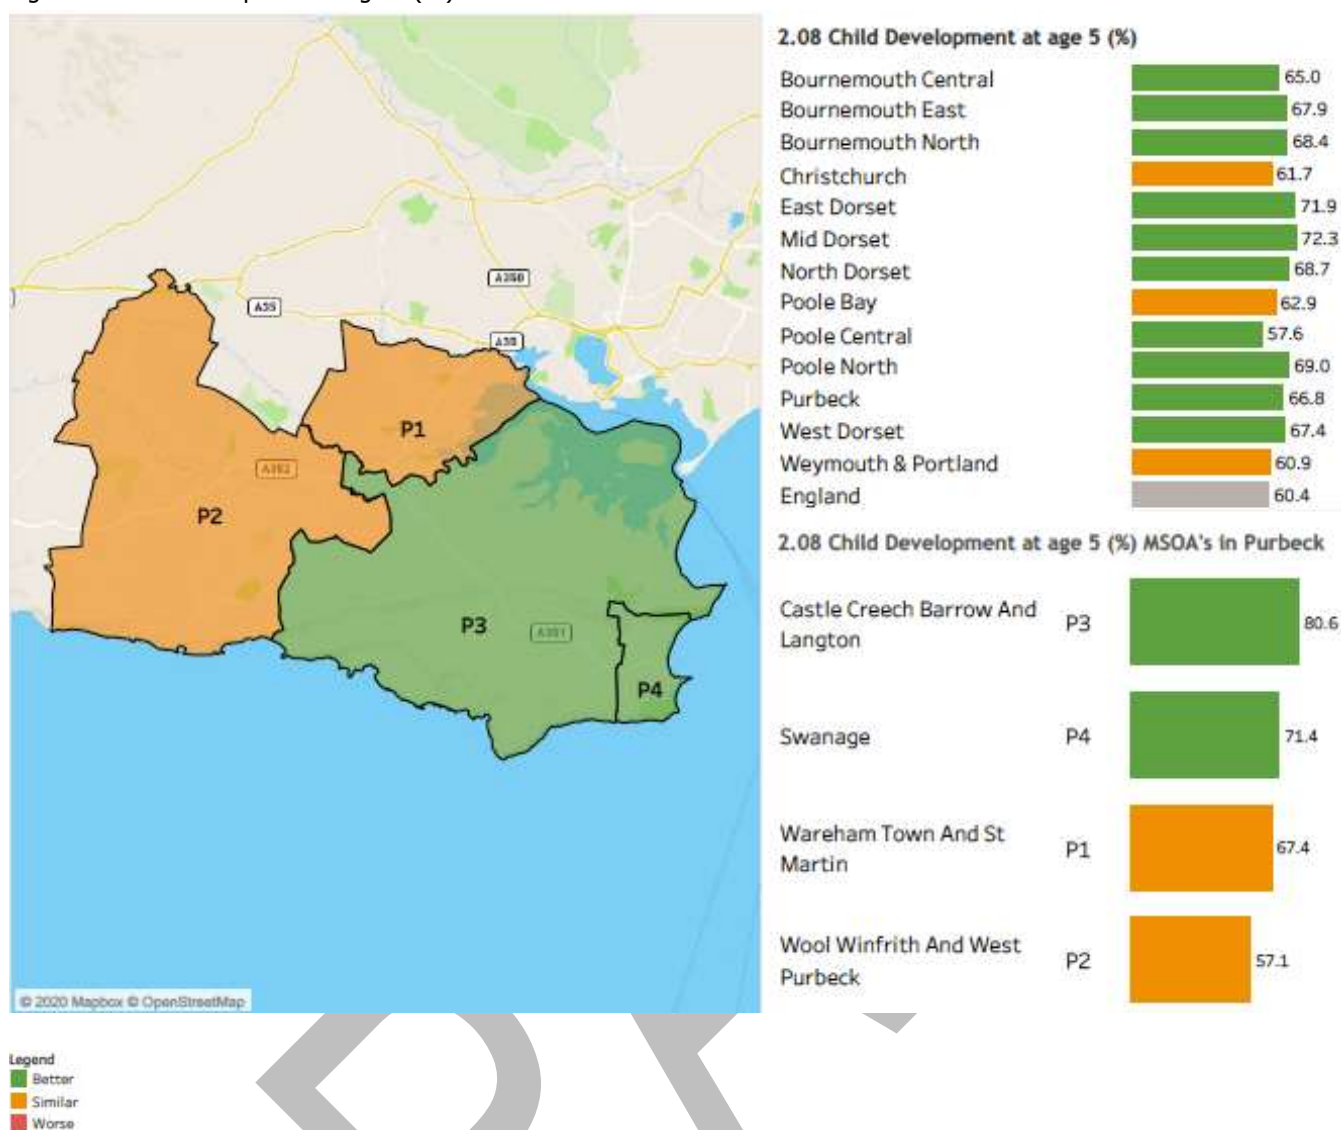 2.08 Child Development at age 5 (%)
Bournemouth Central 65.0
Bournemouth East 67.9
Bournemouth North 68.4
Christchurch 61.7
East Dorset 71.9
Mid Dorset 72.3
North Dorset 68.7
Poole Bay 62.9
Poole Central 57.6
Poole North 69.0
Purbeck 66.8
West Dorset 67.4
Weymouth & Portland 60.9
England 60.4
2.08 Child Development at age 5 (%) MSOA's in Purbeck
Castle Creech Barrow And
Langton P3 80.6
Swanage P4 71.4
Wareham Town And St
Martin P1 67.4
Wool Winfrith And West
Purbeck P2 57.1
A350
A35
P1
P2
P3
A351
P4
© 2020 Mapbox © OpenStreetMap
Legend
Better
Similar
Worse